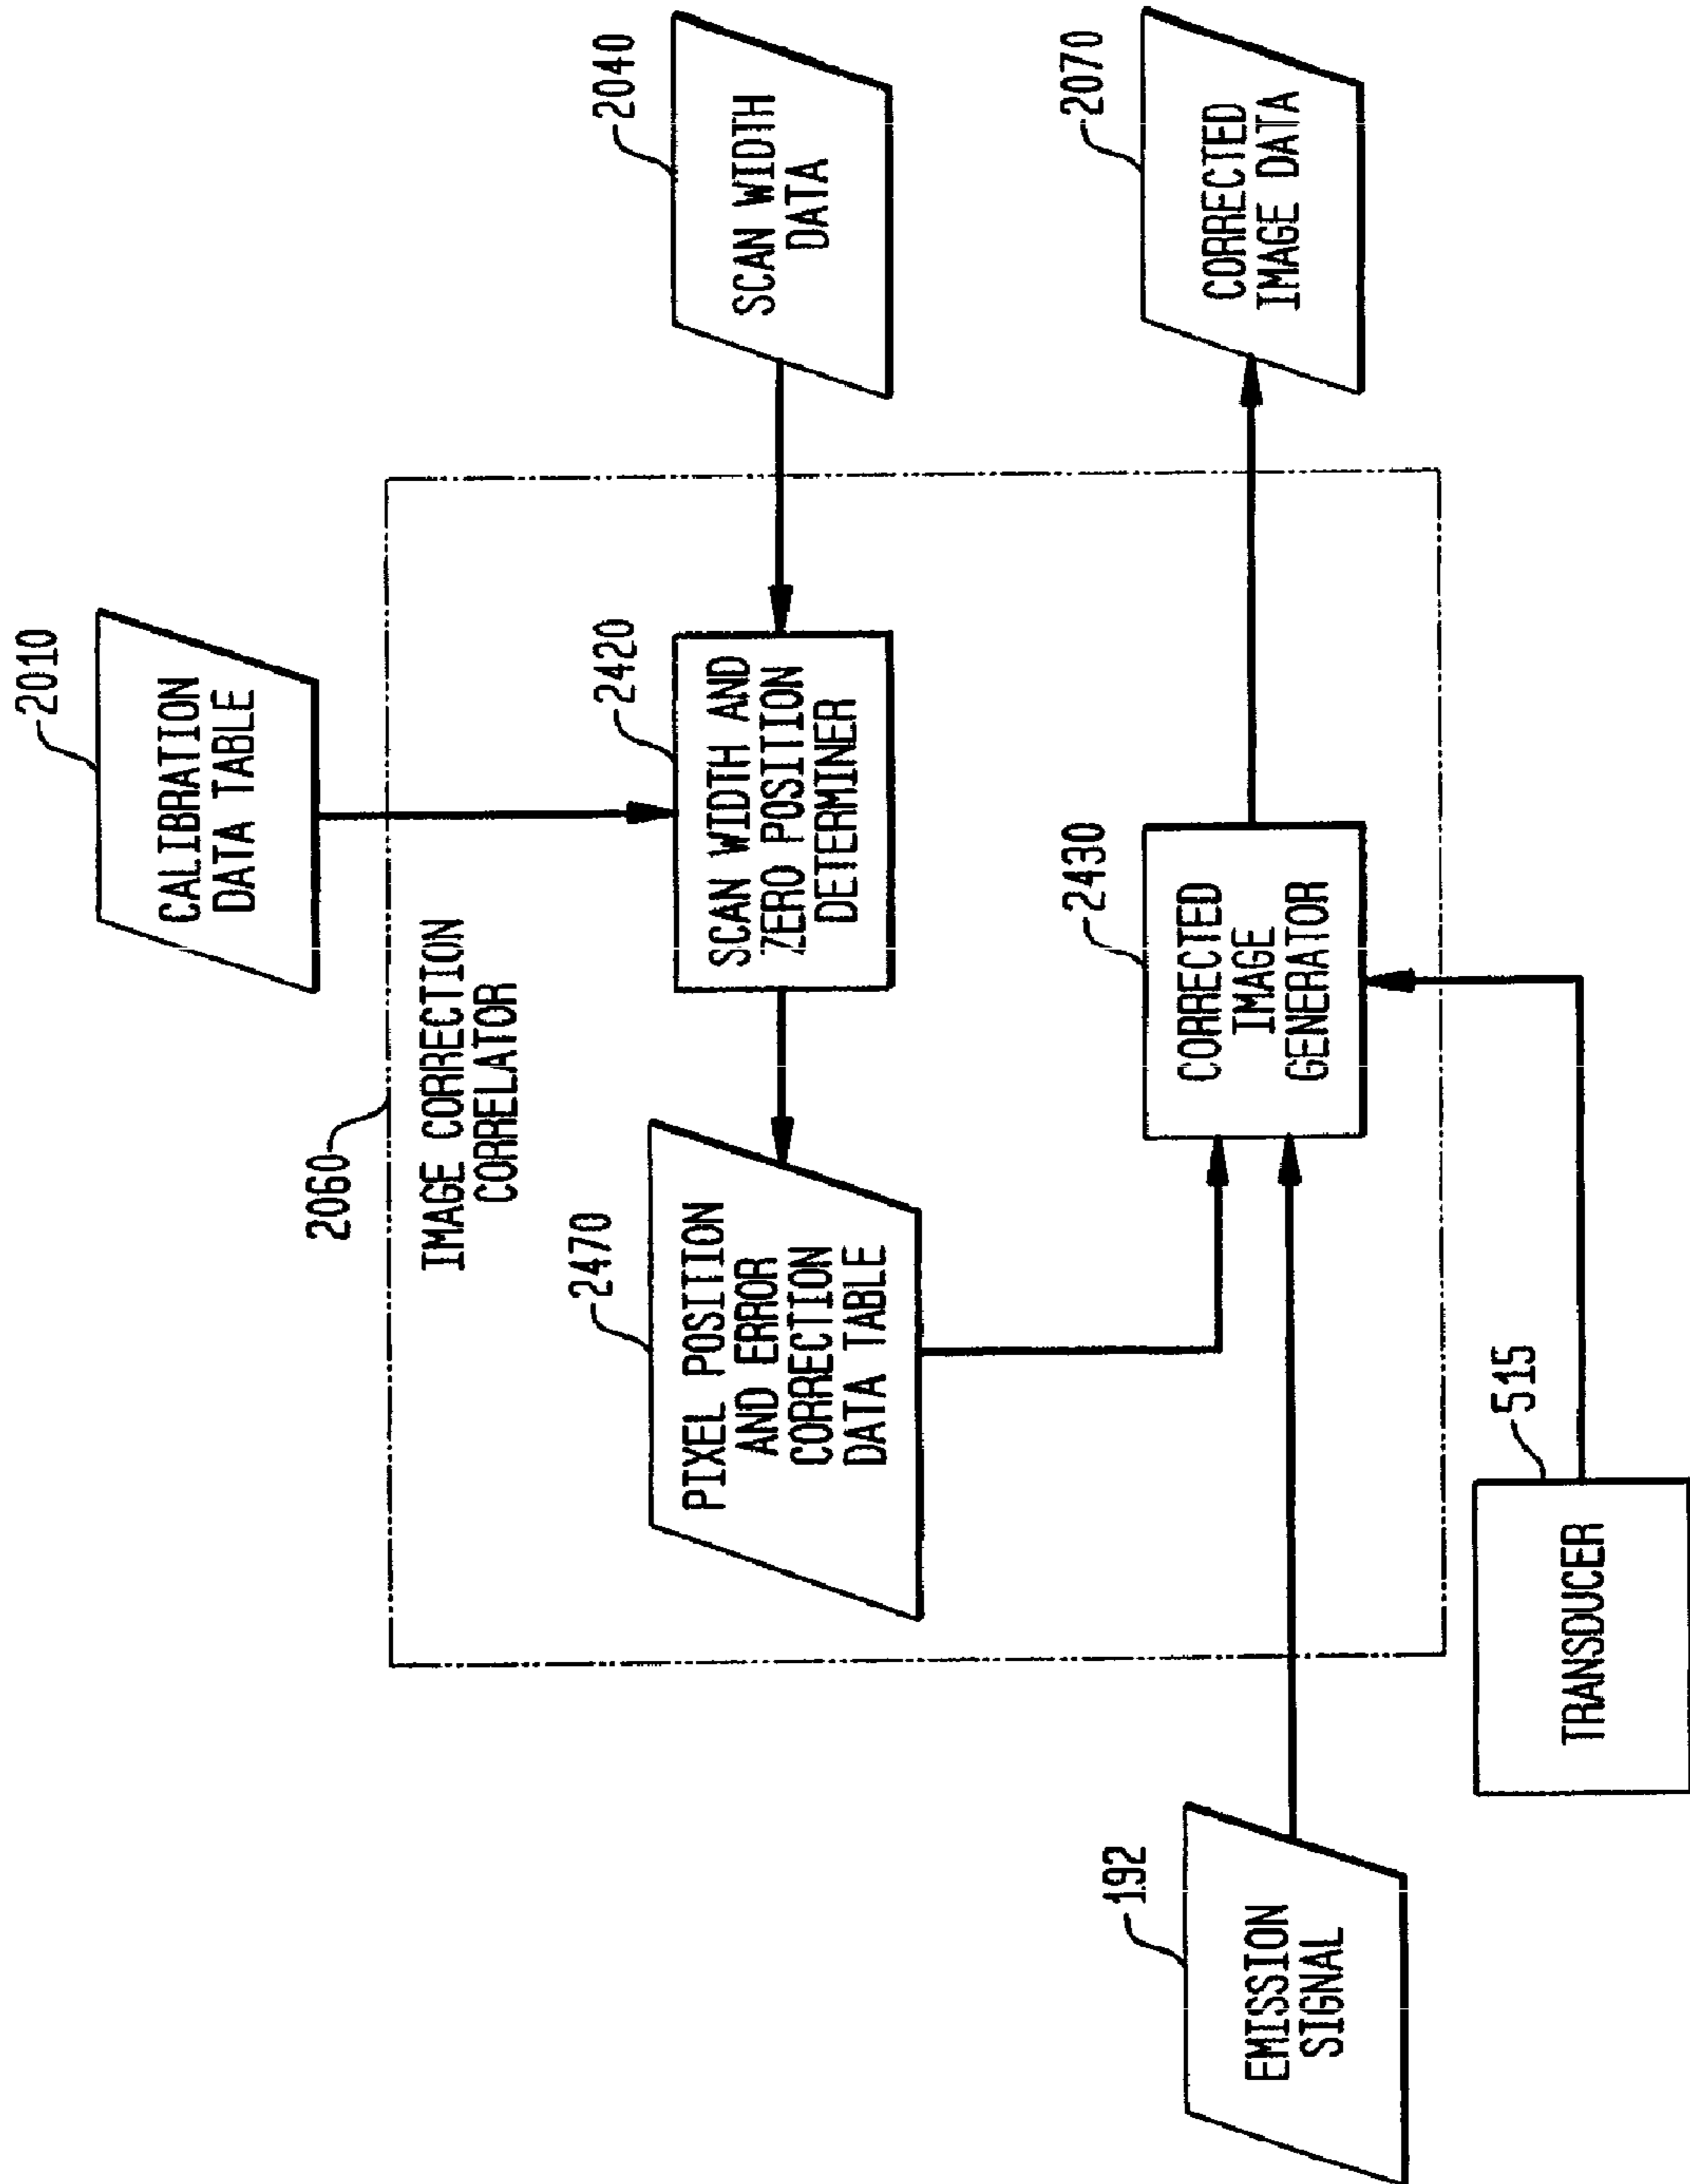 2010
CALIBRATION
DATA TABLE
2060
IMAGE CORRECTION
CORRELATOR
2470
PIXEL POSITION
AND ERROR
CORRECTION
DATA TABLE
2420
SCAN WIDTH AND
ZERO POSITION
DETERMINER
2040
SCAN WIDTH
DATA
192
EMISSION
SIGNAL
2430
CORRECTED
IMAGE
GENERATOR
2070
CORRECTED
IMAGE DATA
515
TRANSDUCER